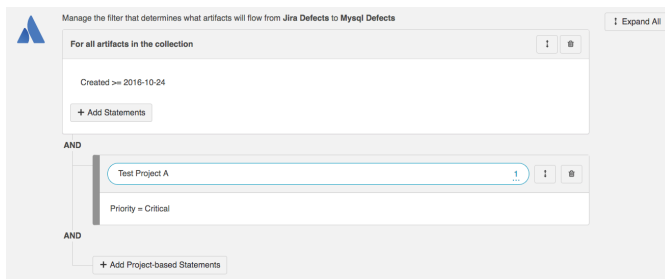 Manage the filter that determines what artifacts will flow from Jira Defects to Mysql Defects
Expand All
For all artifacts in the collection
Created >= 2016-10-24
+ Add Statements
AND
Test Project A 1
Priority = Critical
AND
+ Add Project-based Statements